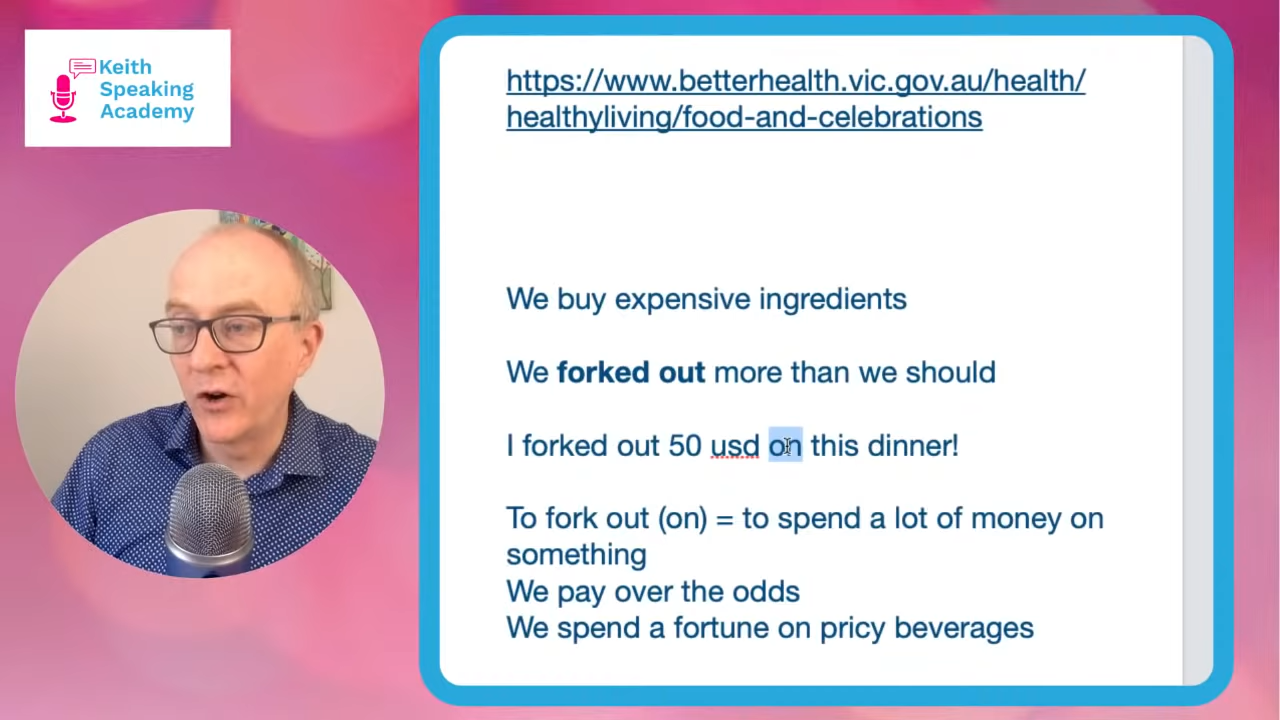 Keith
Speaking
Academy
https://www.betterhealth.vic.gov.au/health/
healthyliving/food-and-celebrations
We buy expensive ingredients
We forked out more than we should
I forked out 50 usd on this dinner!
To fork out (on) = to spend a lot of money on
something
We pay over the odds
We spend a fortune on pricy beverages